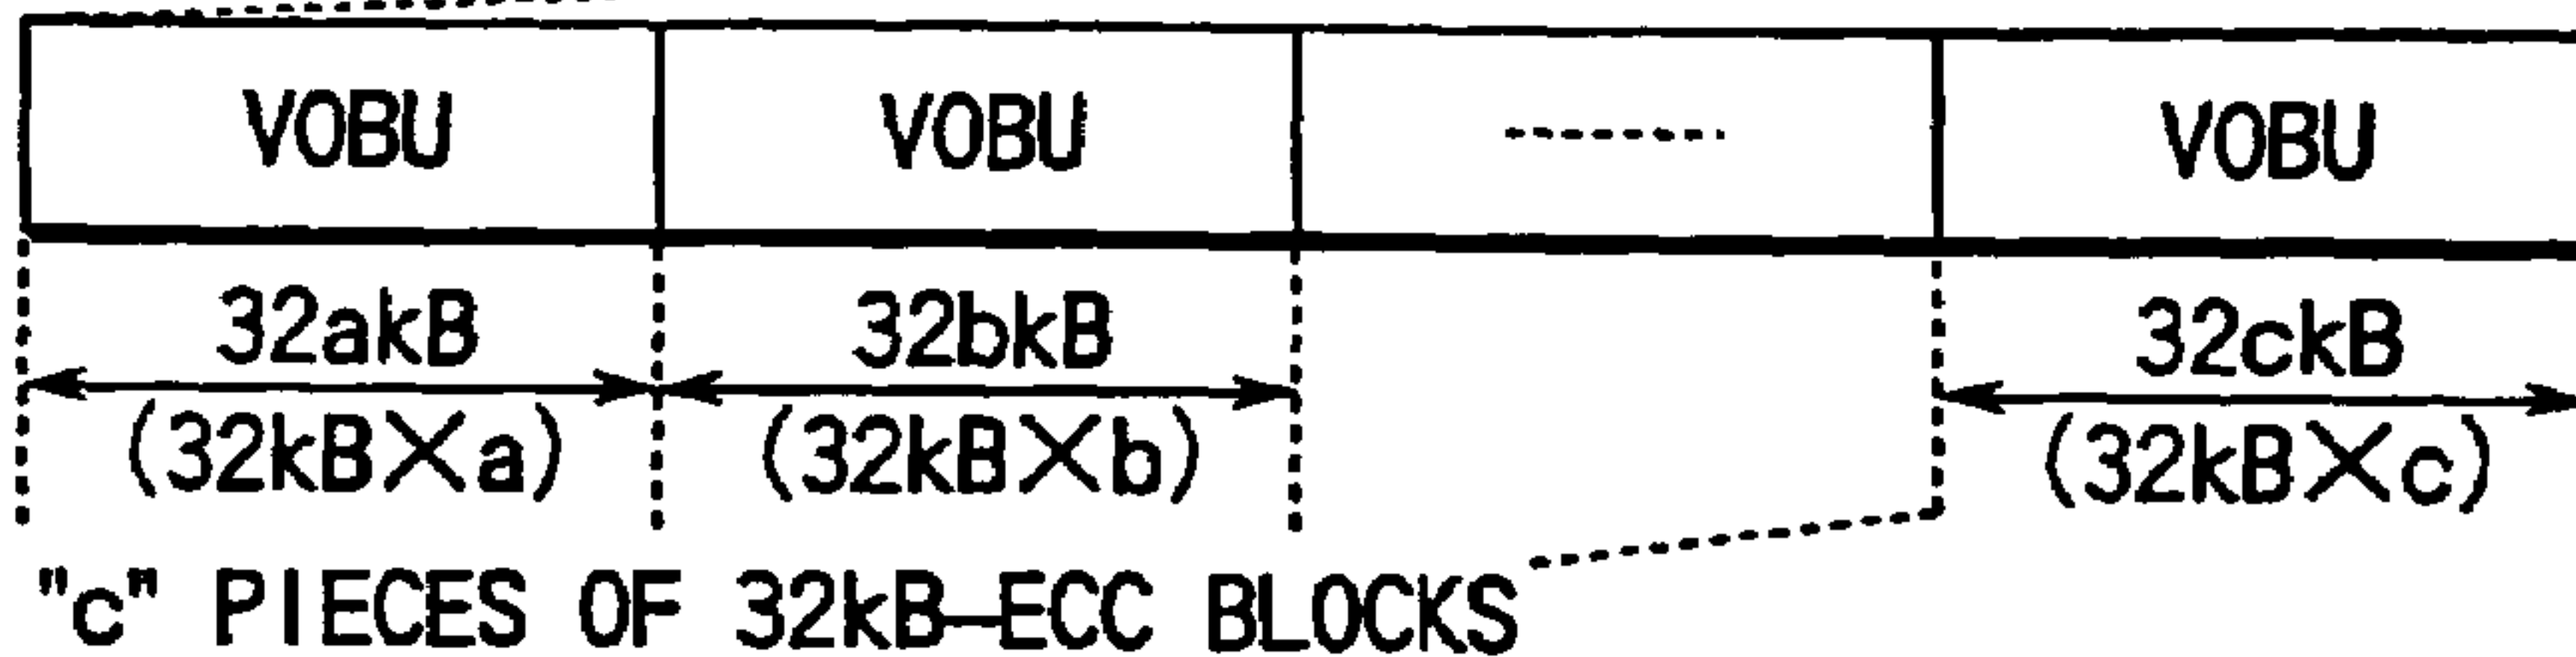 VOBU VOBU --------- VOBU
32akB 32bkB 32ckB
(32kB×a) (32kB×b) (32kB×c)
"c" PIECES OF 32kB-ECC BLOCKS